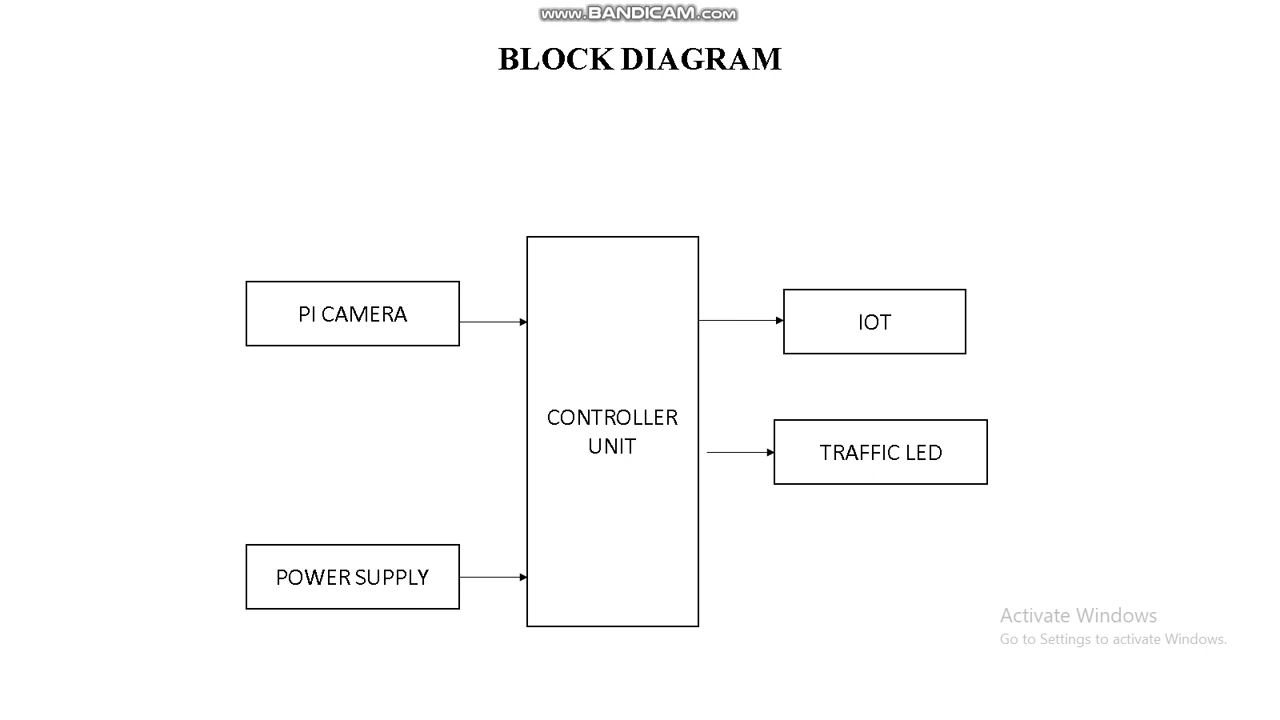 www.BANDICAM.com
BLOCK DIAGRAM
PI CAMERA
IOT
CONTROLLER
UNIT
TRAFFIC LED
POWER SUPPLY
Activate Windows
Go to Settings to activate Windows.